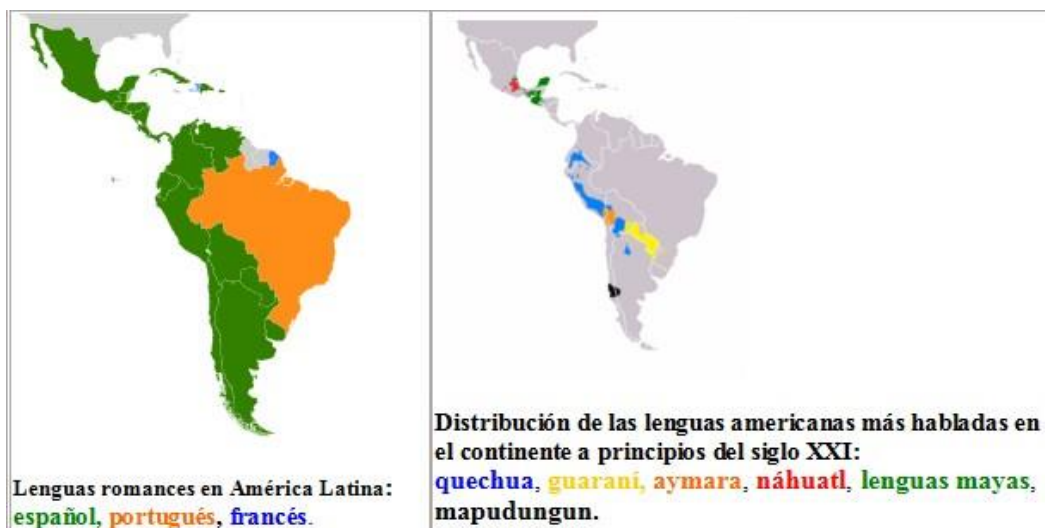 Lenguas romances en América Latina:
español, portugués, francés.
Distribución de las lenguas americanas más habladas en
el continente a principios del siglo XXI:
quechua, guaraní, aymara, náhuatl, lenguas mayas,
mapudungun.